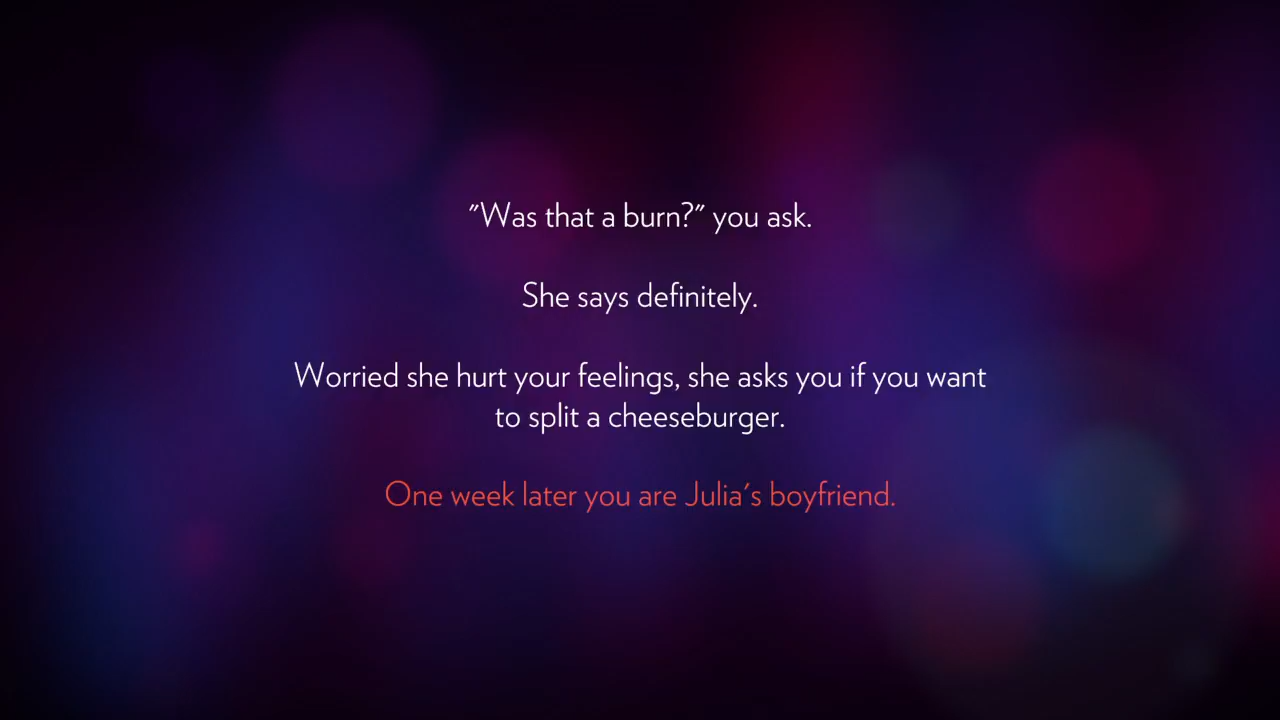 "Was that a burn?" you ask.
She says definitely.
Worried she hurt your feelings, she asks you if you want
to split a cheeseburger.
One week later you are Julia's boyfriend.